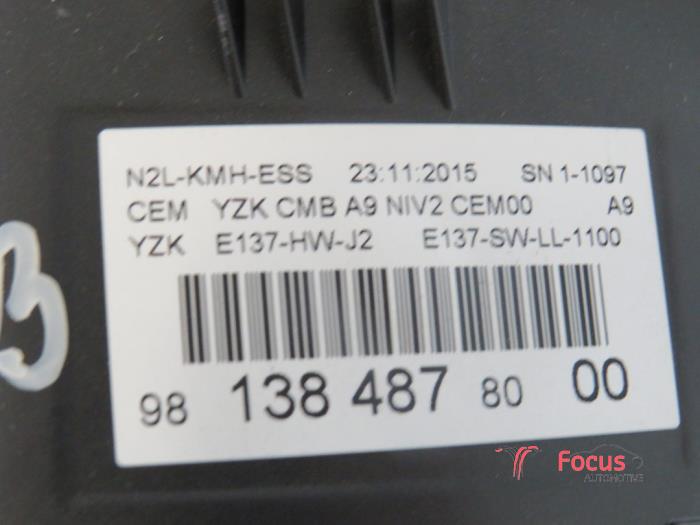 N2L-KMH-ESS 23:11:2015 SN 1-1097
CEM YZK CMB A9 NIV2 CEM00 A9
YZK E137-HW-J2 E137-SW-LL-1100
98 138 487 80 00
B
Focus
AUTOMOTIVE